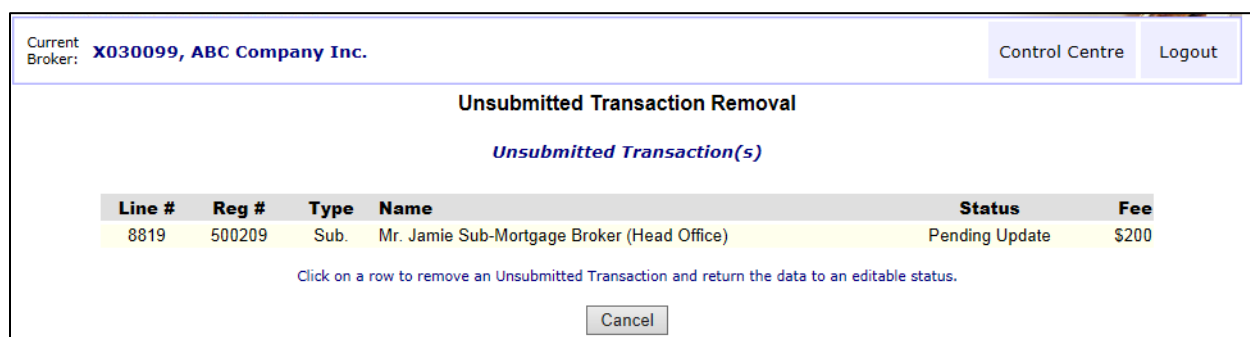 Current Broker: X030099, ABC Company Inc. Control Centre Logout
Unsubmitted Transaction Removal
Unsubmitted Transaction(s)
Line # Reg # Type Name Status Fee
8819 500209 Sub. Mr. Jamie Sub-Mortgage Broker (Head Office) Pending Update $200
Click on a row to remove an Unsubmitted Transaction and return the data to an editable status.
Cancel